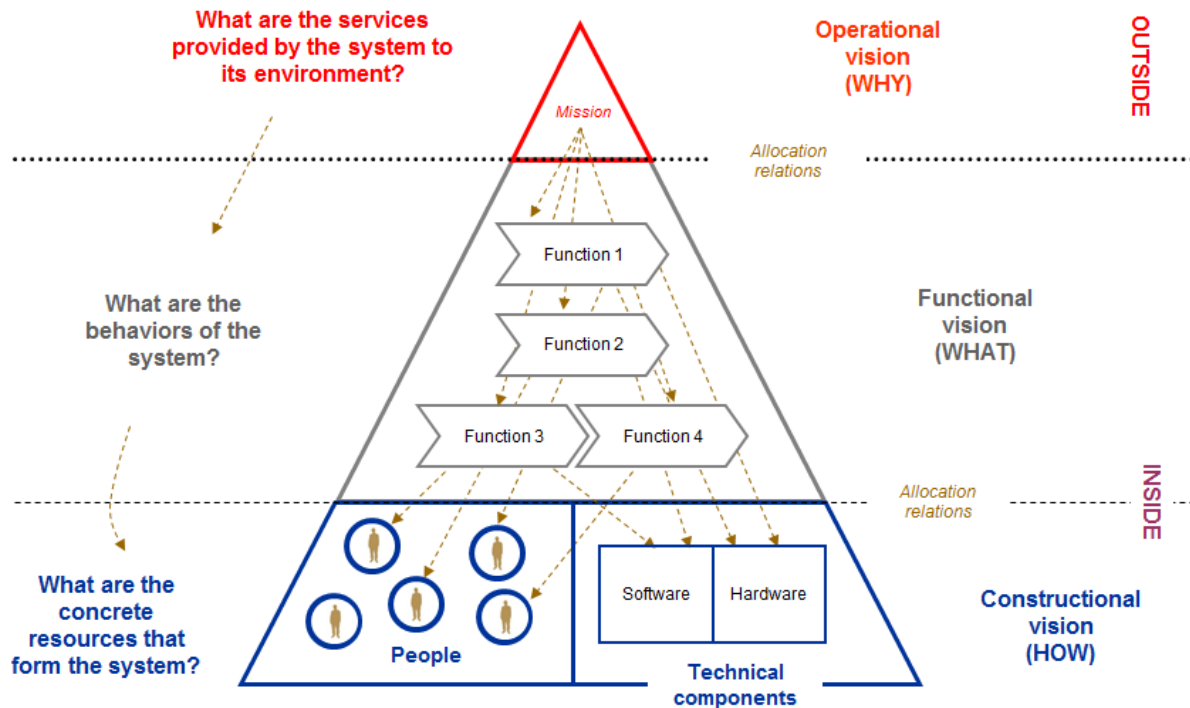 What are the services
provided by the system to
its environment?
Operational
vision
(WHY)
OUTSIDE
Mission
Allocation
relations
Function 1
What are the
behaviors of the
system?
Function 2
Functional
vision
(WHAT)
Function 3
Function 4
Allocation
relations
INSIDE
What are the
concrete
resources that
form the system?
People
Software
Hardware
Technical
components
Constructional
vision
(HOW)